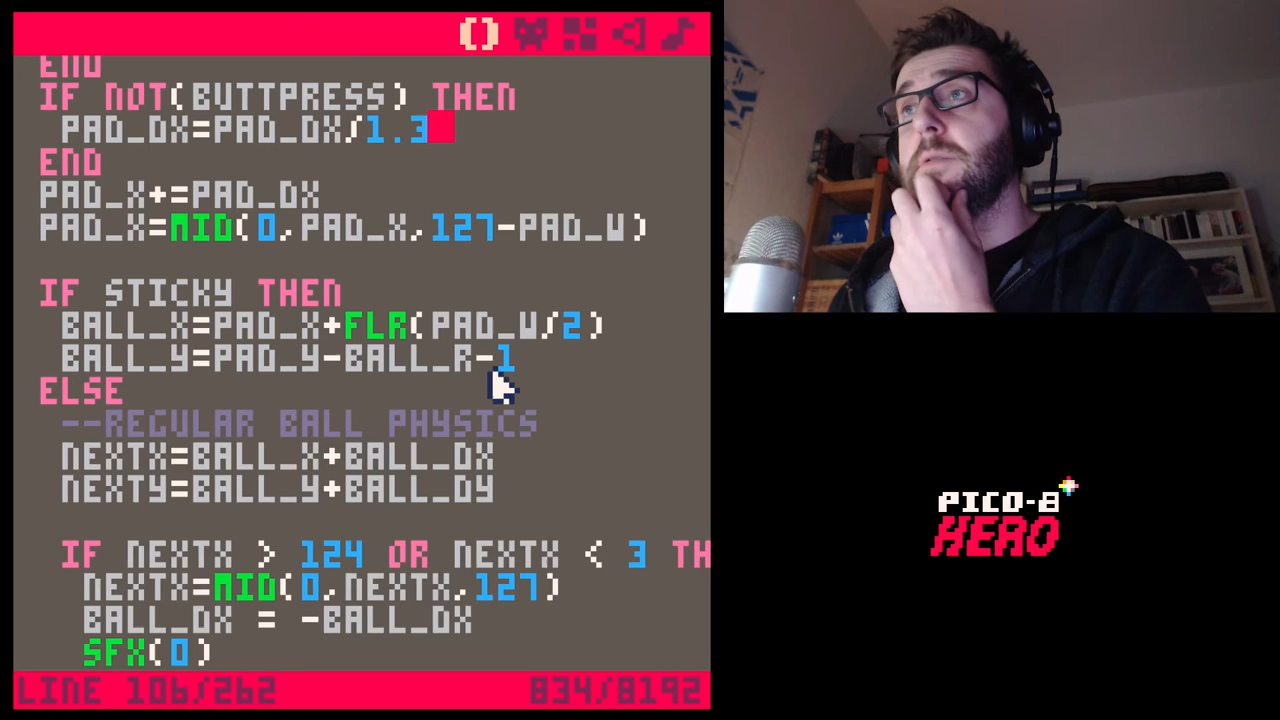 END
IF NOT(BUTTPRESS) THEN
PAD_DX=PAD_DX/1.3
END
PAD_X+=PAD_DX
PAD_X=MID(0,PAD_X,127-PAD_W)
IF STICKY THEN
BALL_X=PAD_X+FLR(PAD_W/2)
BALL_Y=PAD_Y-BALL_R-1
ELSE
--REGULAR BALL PHYSICS
NEXTX=BALL_X+BALL_DX
NEXTY=BALL_Y+BALL_DY
IF NEXTX > 124 OR NEXTX < 3 TH
NEXTX=MID(0,NEXTX,127)
BALL_DX = -BALL_DX
SFX(0)
LINE 106/262
834/8192
PICO-8
HERO